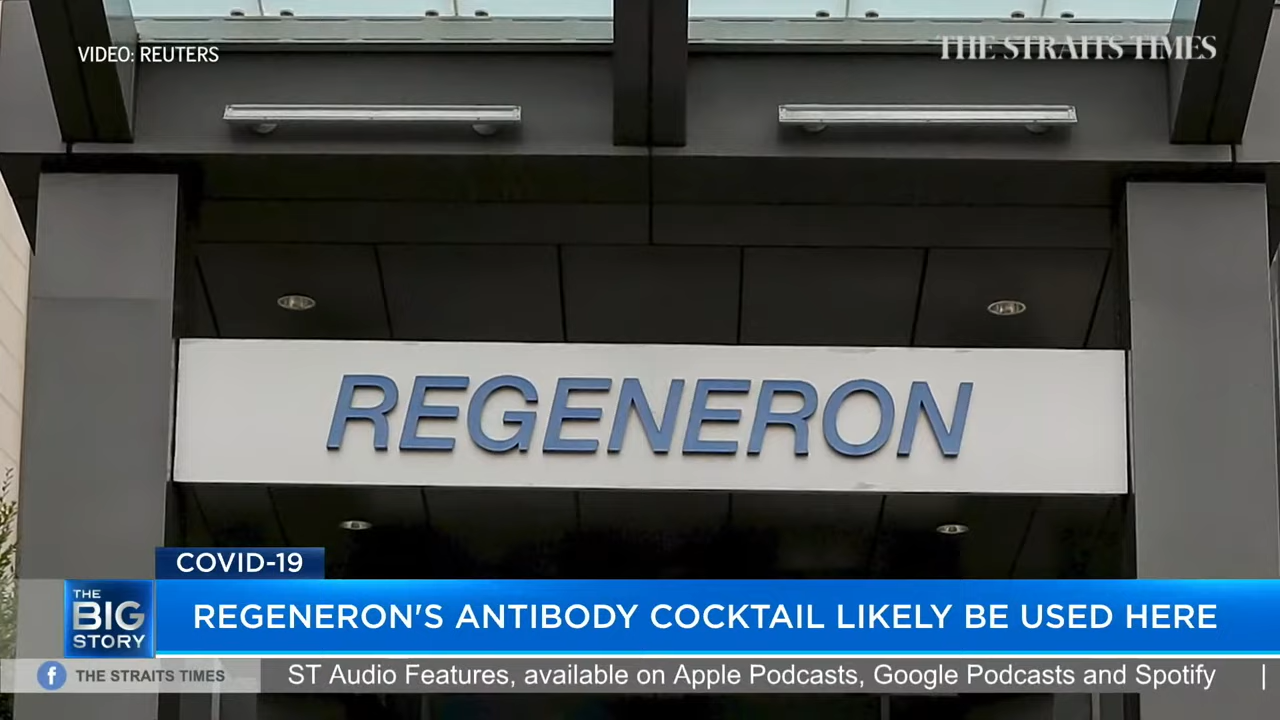 VIDEO: REUTERS
THE STRAITS TIMES
REGENERON
COVID-19
THE BIG STORY
REGENERON'S ANTIBODY COCKTAIL LIKELY BE USED HERE
f THE STRAITS TIMES
ST Audio Features, available on Apple Podcasts, Google Podcasts and Spotify |